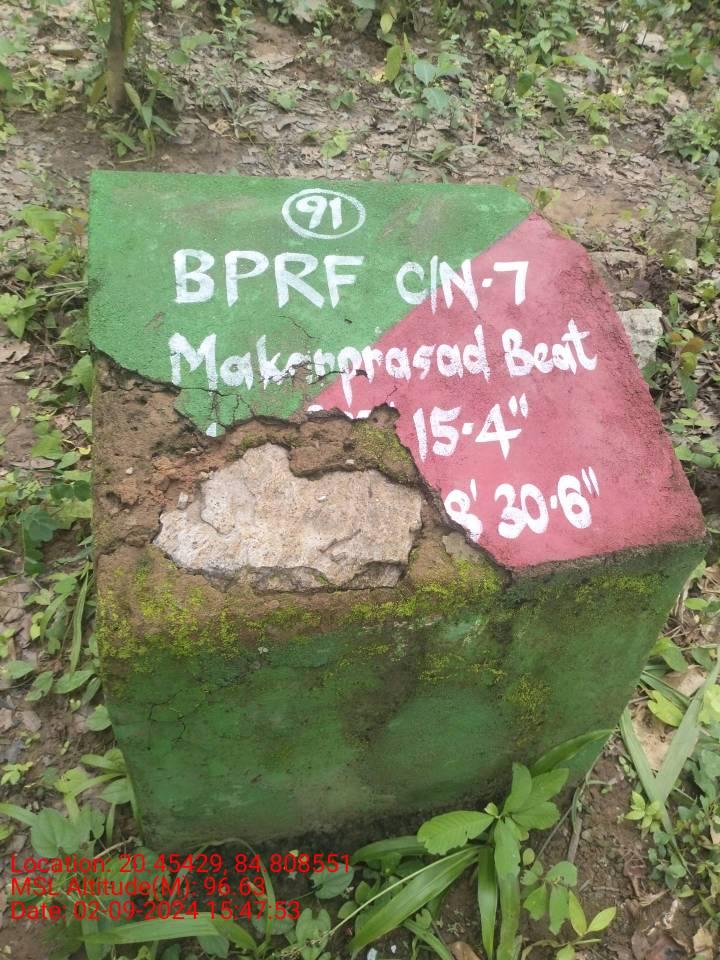 91
BPRF C/N-7
Makarprasad Beat
15.4"
8' 30.6"
Location: 20.45429, 84.808551
MSL Altitude(M): 96.63
Date; 02-09-2024 15:47:53